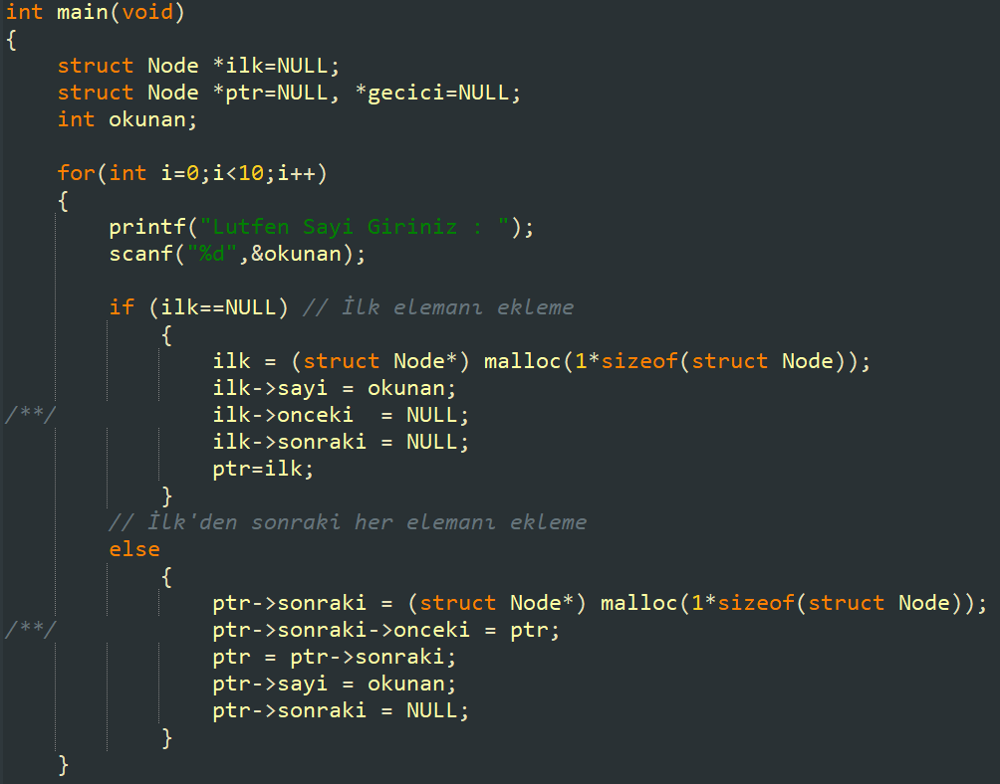 int main(void)
{
    struct Node *ilk=NULL;
    struct Node *ptr=NULL, *gecici=NULL;
    int okunan;

    for(int i=0;i<10;i++)
    {
        printf("Lutfen Sayi Giriniz : ");
        scanf("%d",&okunan);

        if (ilk==NULL) // İlk elemanı ekleme
            {
                ilk = (struct Node*) malloc(1*sizeof(struct Node));
                ilk->sayi = okunan;
/**/            ilk->onceki  = NULL;
                ilk->sonraki = NULL;
                ptr=ilk;
            }
        // İlk'den sonraki her elemanı ekleme
        else
            {
                ptr->sonraki = (struct Node*) malloc(1*sizeof(struct Node));
/**/            ptr->sonraki->onceki = ptr;
                ptr = ptr->sonraki;
                ptr->sayi = okunan;
                ptr->sonraki = NULL;
            }
    }